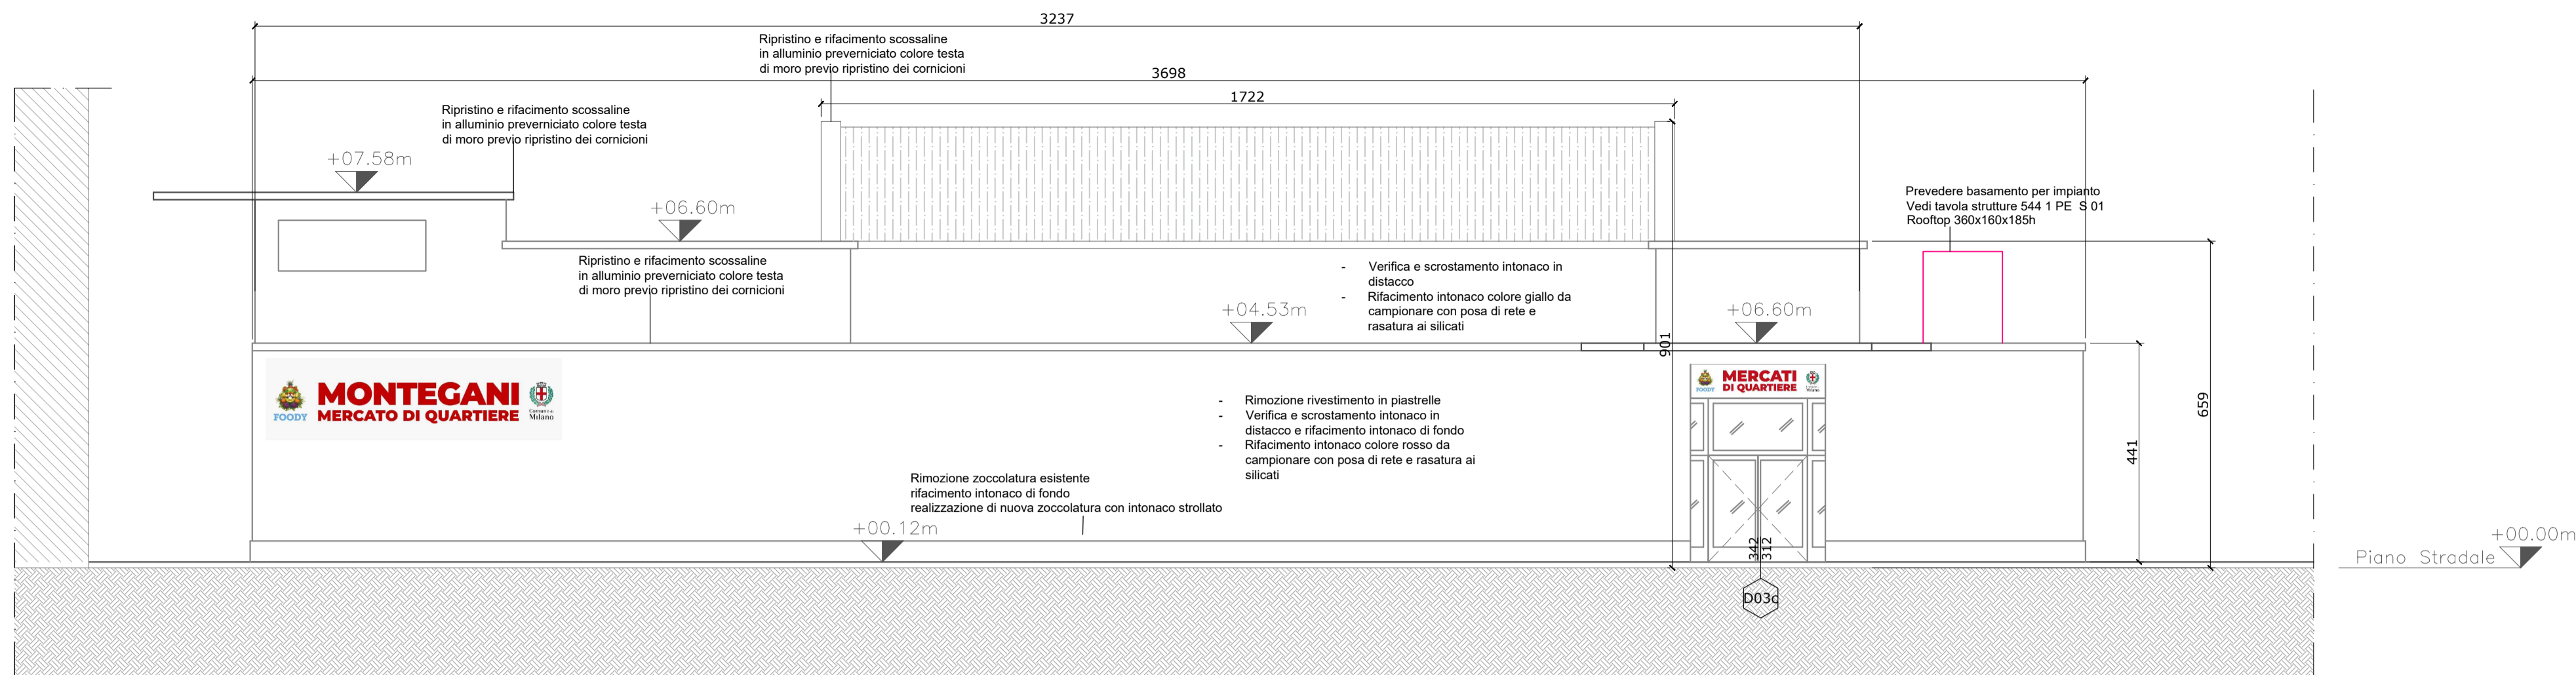 3237
Ripristino e rifacimento scossaline
in alluminio preverniciato colore testa
di moro previo ripristino dei cornicioni
3698
1722
Ripristino e rifacimento scossaline
in alluminio preverniciato colore testa
di moro previo ripristino dei cornicioni
+07.58m
+06.60m
Prevedere basamento per impianto
Vedi tavola strutture 544 1 PE S 01
Rooftop 360x160x185h
Ripristino e rifacimento scossaline
in alluminio preverniciato colore testa
di moro previo ripristino dei cornicioni
- Verifica e scrostamento intonaco in
distacco
- Rifacimento intonaco colore giallo da
campionare con posa di rete e
rasatura ai silicati
+04.53m
+06.60m
901
659
441
FOODY
MONTEGANI
MERCATO DI QUARTIERE
Comune di
Milano
FOODY
MERCATI
DI QUARTIERE
Milano
- Rimozione rivestimento in piastrelle
- Verifica e scrostamento intonaco in
distacco e rifacimento intonaco di fondo
- Rifacimento intonaco colore rosso da
campionare con posa di rete e rasatura ai
silicati
Rimozione zoccolatura esistente
rifacimento intonaco di fondo
realizzazione di nuova zoccolatura con intonaco strollato
+00.12m
342
312
D03c
Piano Stradale
+00.00m